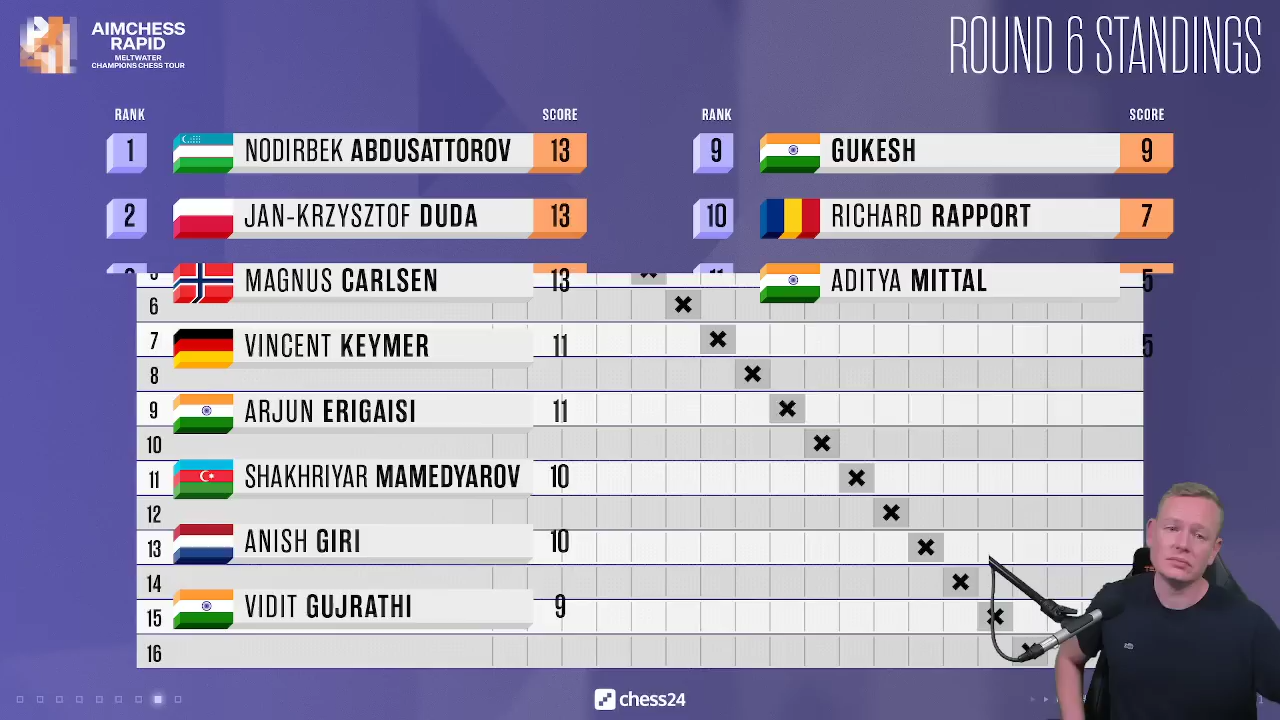 AIMCHESS
RAPID
MELTWATER
CHAMPIONS CHESS TOUR
ROUND 6 STANDINGS
RANK SCORE RANK SCORE
1 NODIRBEK ABDUSATTOROV 13
9 GUKESH 9
2 JAN-KRZYSZTOF DUDA 13
10 RICHARD RAPPORT 7
MAGNUS CARLSEN 13
ADITYA MITTAL 5
6
7 VINCENT KEYMER 11
5
8
9 ARJUN ERIGAISI 11
10
11 SHAKHRIYAR MAMEDYAROV 10
12
13 ANISH GIRI 10
14
15 VIDIT GUJRATHI 9
16
chess24